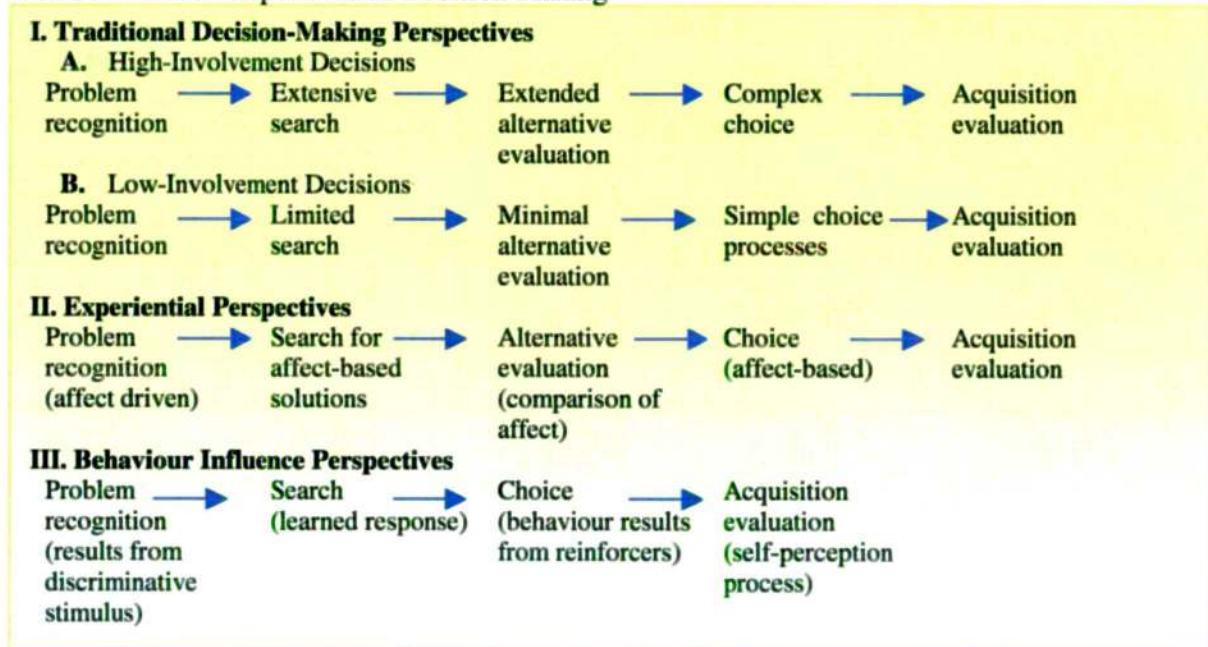 I. Traditional Decision-Making Perspectives
A. High-Involvement Decisions
Problem recognition
Extensive search
Extended alternative evaluation
Complex choice
Acquisition evaluation
B. Low-Involvement Decisions
Problem recognition
Limited search
Minimal alternative evaluation
Simple choice processes
Acquisition evaluation
II. Experiential Perspectives
Problem recognition (affect driven)
Search for affect-based solutions
Alternative evaluation (comparison of affect)
Choice (affect-based)
Acquisition evaluation
III. Behaviour Influence Perspectives
Problem recognition (results from discriminative stimulus)
Search (learned response)
Choice (behaviour results from reinforcers)
Acquisition evaluation (self-perception process)